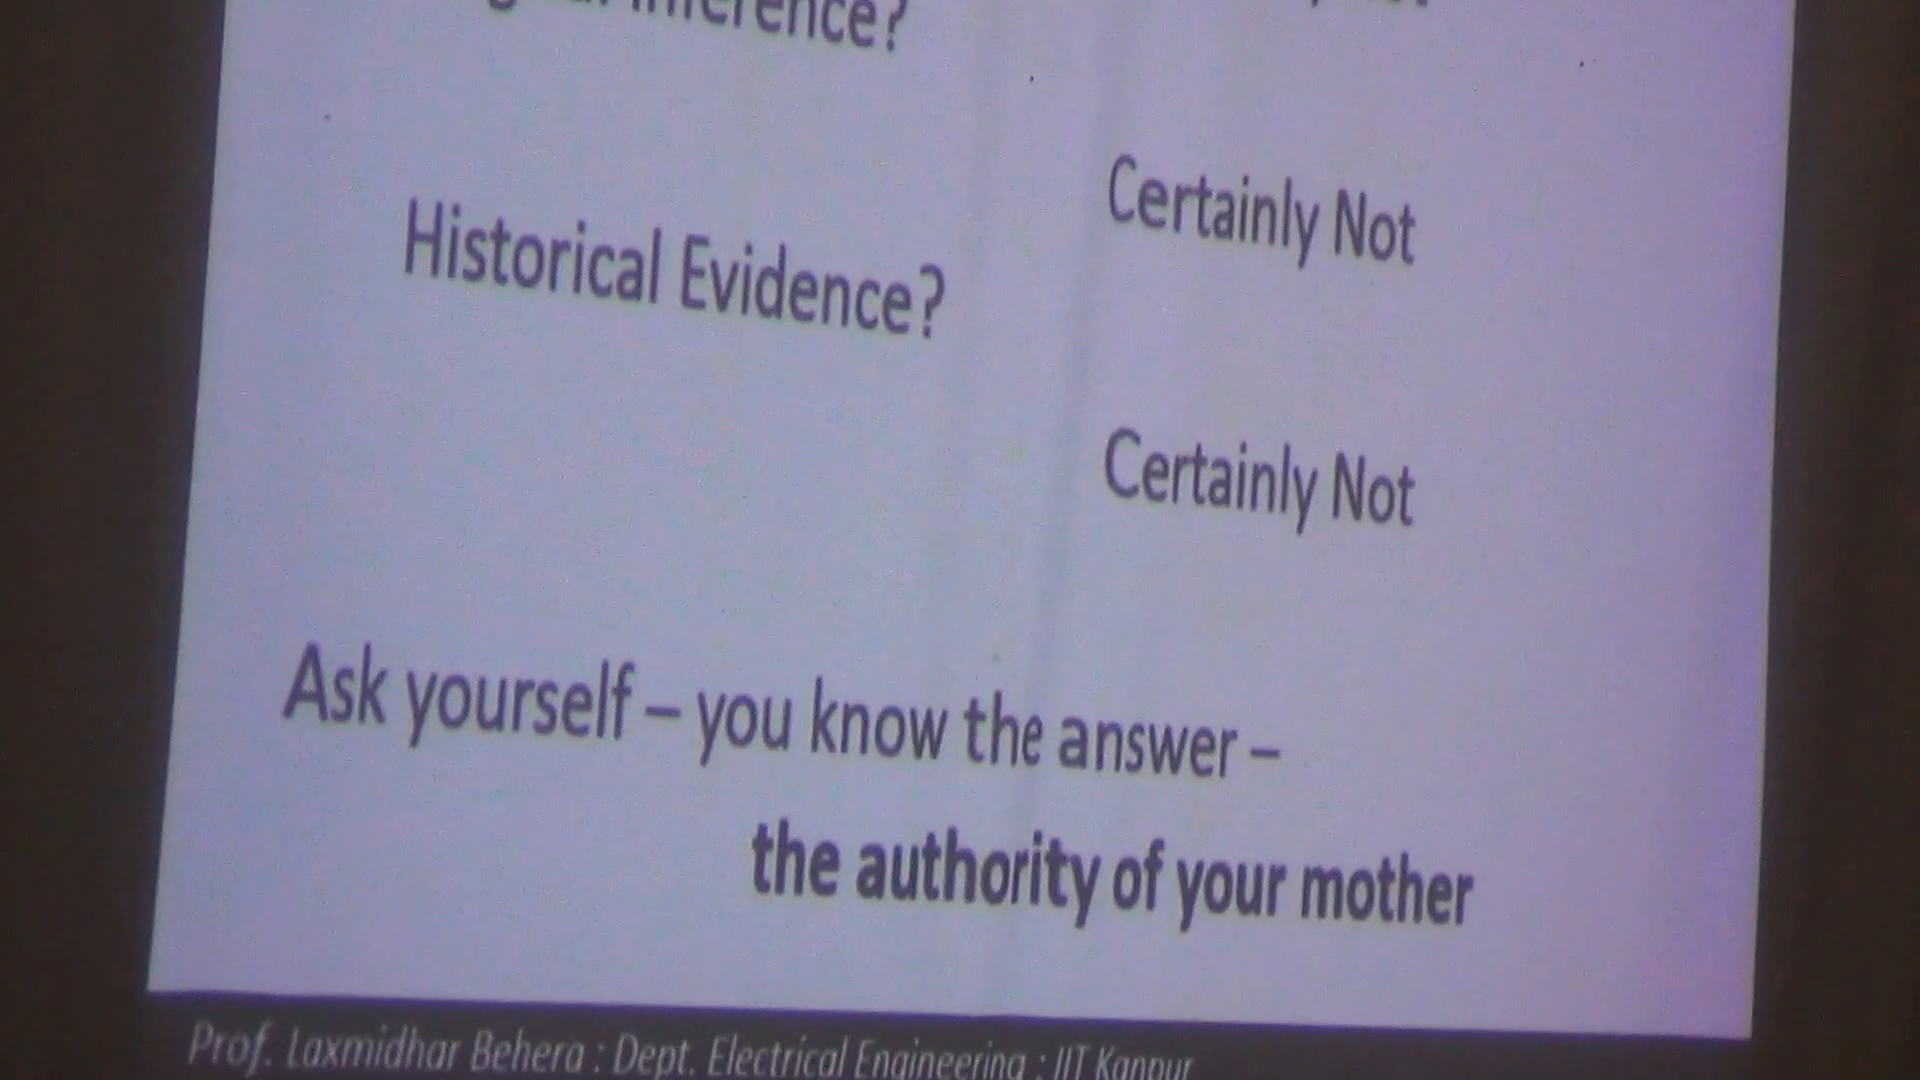 Inference?
Certainly Not
Historical Evidence?
Certainly Not
Ask yourself – you know the answer –
the authority of your mother
Prof. Laxmidhar Behera : Dept. Electrical Engineering : IIT Kanpur